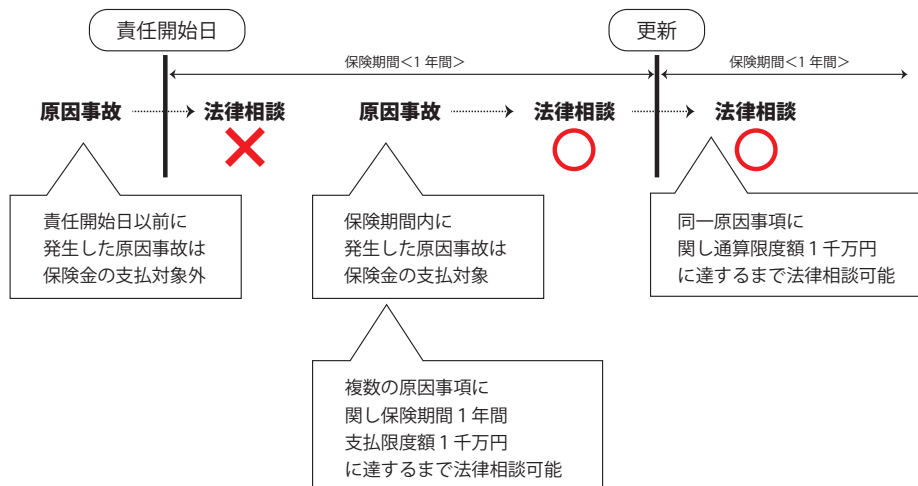 責任開始日
更新
保険期間<1年間>
保険期間<1年間>
原因事故
法律相談
原因事故
法律相談
法律相談
責任開始日以前に
発生した原因事故は
保険金の支払対象外
保険期間内に
発生した原因事故は
保険金の支払対象
同一原因事項に
関し通算限度額1千万円
に達するまで法律相談可能
複数の原因事項に
関し保険期間1年間
支払限度額1千万円
に達するまで法律相談可能